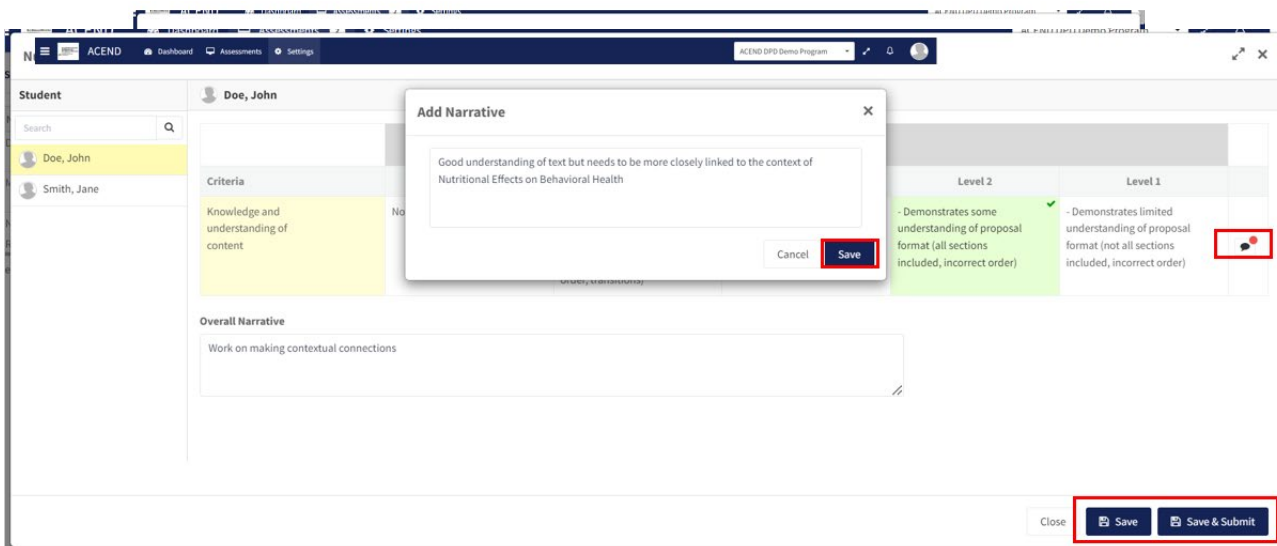 ACEND Dashboard Assessments Settings ACEND DPD Demo Program
Student
Doe, John
Search
Doe, John
Smith, Jane
Add Narrative
Good understanding of text but needs to be more closely linked to the context of
Nutritional Effects on Behavioral Health
Cancel Save
Criteria Level 2 Level 1
Knowledge and
understanding of
content
No
order, transitions)
- Demonstrates some
understanding of proposal
format (all sections
included, incorrect order)
- Demonstrates limited
understanding of proposal
format (not all sections
included, incorrect order)
Overall Narrative
Work on making contextual connections
Close Save Save & Submit